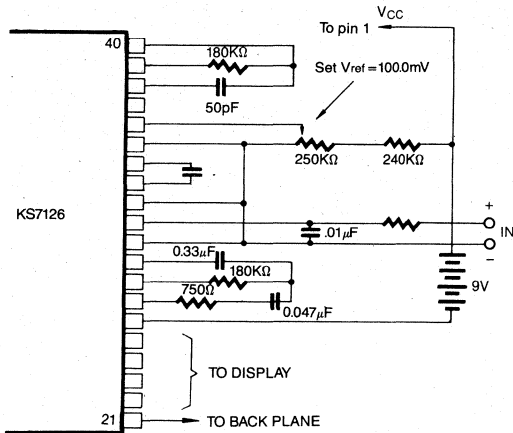 VCC
To pin 1
40
180KΩ
Set Vref = 100.0mV
50pF
250KΩ
240KΩ
KS7126
+
IN
.01μF
−
0.33μF
180KΩ
750Ω
9V
0.047μF
TO DISPLAY
21
TO BACK PLANE